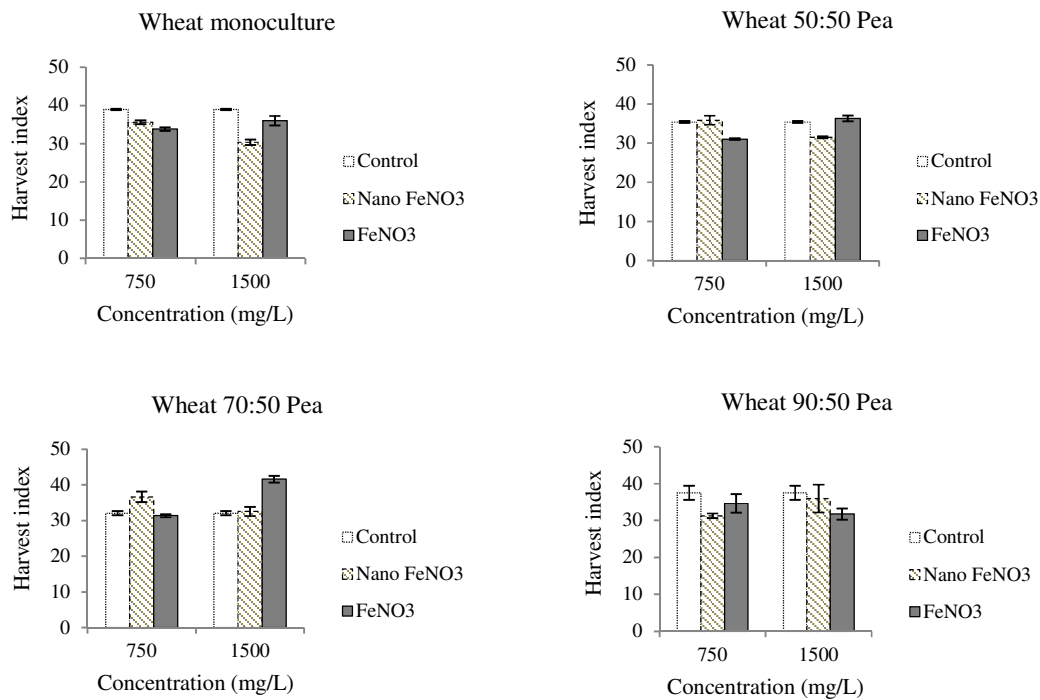 Wheat monoculture
50
40
30
20
10
0
Harvest index
750
1500
Concentration (mg/L)
Control
Nano FeNO3
FeNO3
Wheat 50:50 Pea
50
40
30
20
10
0
Harvest index
750
1500
Concentration (mg/L)
Control
Nano FeNO3
FeNO3
Wheat 70:50 Pea
50
40
30
20
10
0
Harvest index
750
1500
Concentration (mg/L)
Control
Nano FeNO3
FeNO3
Wheat 90:50 Pea
50
40
30
20
10
0
Harvest index
750
1500
Concentration (mg/L)
Control
Nano FeNO3
FeNO3